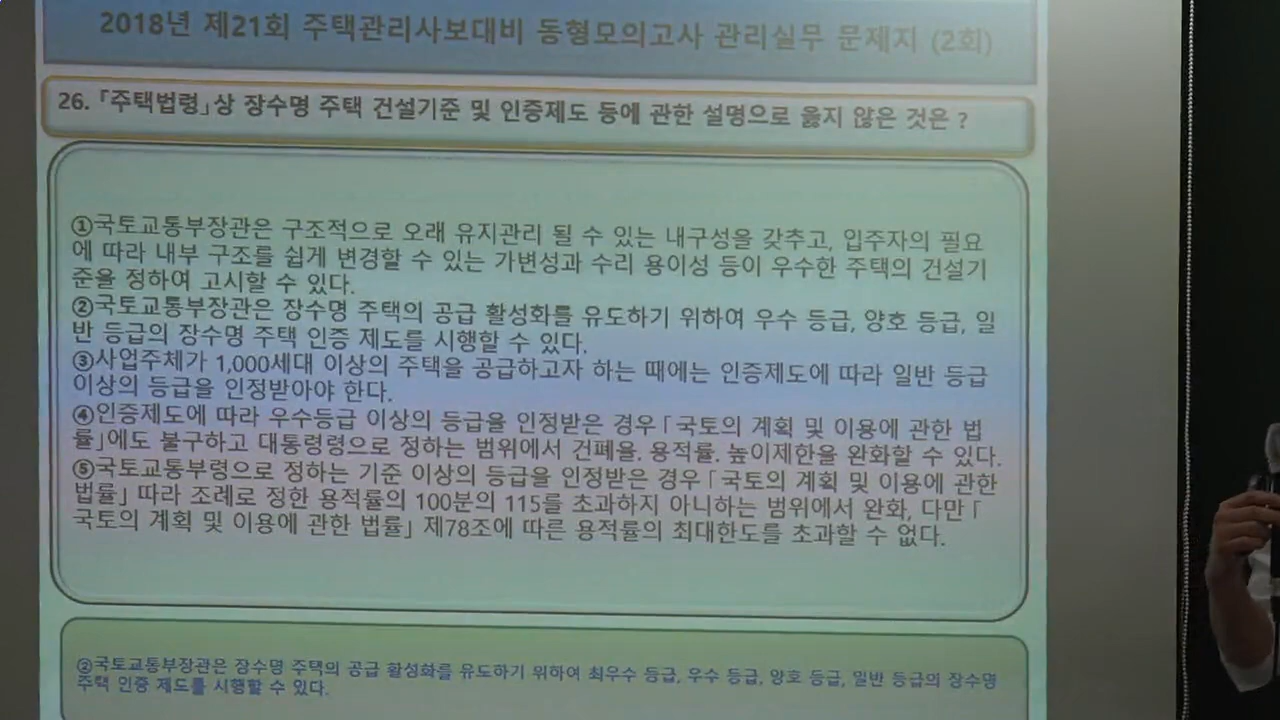 2018년 제21회 주택관리사보대비 동형모의고사 관리실무 문제지 (2회)
26. 「주택법령」상 장수명 주택 건설기준 및 인증제도 등에 관한 설명으로 옳지 않은 것은 ?
①국토교통부장관은 구조적으로 오래 유지관리 될 수 있는 내구성을 갖추고, 입주자의 필요
에 따라 내부 구조를 쉽게 변경할 수 있는 가변성과 수리 용이성 등이 우수한 주택의 건설기
준을 정하여 고시할 수 있다.
②국토교통부장관은 장수명 주택의 공급 활성화를 유도하기 위하여 우수 등급, 양호 등급, 일
반 등급의 장수명 주택 인증 제도를 시행할 수 있다.
③사업주체가 1,000세대 이상의 주택을 공급하고자 하는 때에는 인증제도에 따라 일반 등급
이상의 등급을 인정받아야 한다.
④인증제도에 따라 우수등급 이상의 등급을 인정받은 경우 「국토의 계획 및 이용에 관한 법
률」에도 불구하고 대통령령으로 정하는 범위에서 건폐율. 용적률. 높이제한을 완화할 수 있다.
⑤국토교통부령으로 정하는 기준 이상의 등급을 인정받은 경우 「국토의 계획 및 이용에 관한
법률」 따라 조례로 정한 용적률의 100분의 115를 초과하지 아니하는 범위에서 완화, 다만 「
국토의 계획 및 이용에 관한 법률」 제78조에 따른 용적률의 최대한도를 초과할 수 없다.
②국토교통부장관은 장수명 주택의 공급 활성화를 유도하기 위하여 최우수 등급, 우수 등급, 양호 등급, 일반 등급의 장수명
주택 인증 제도를 시행할 수 있다.